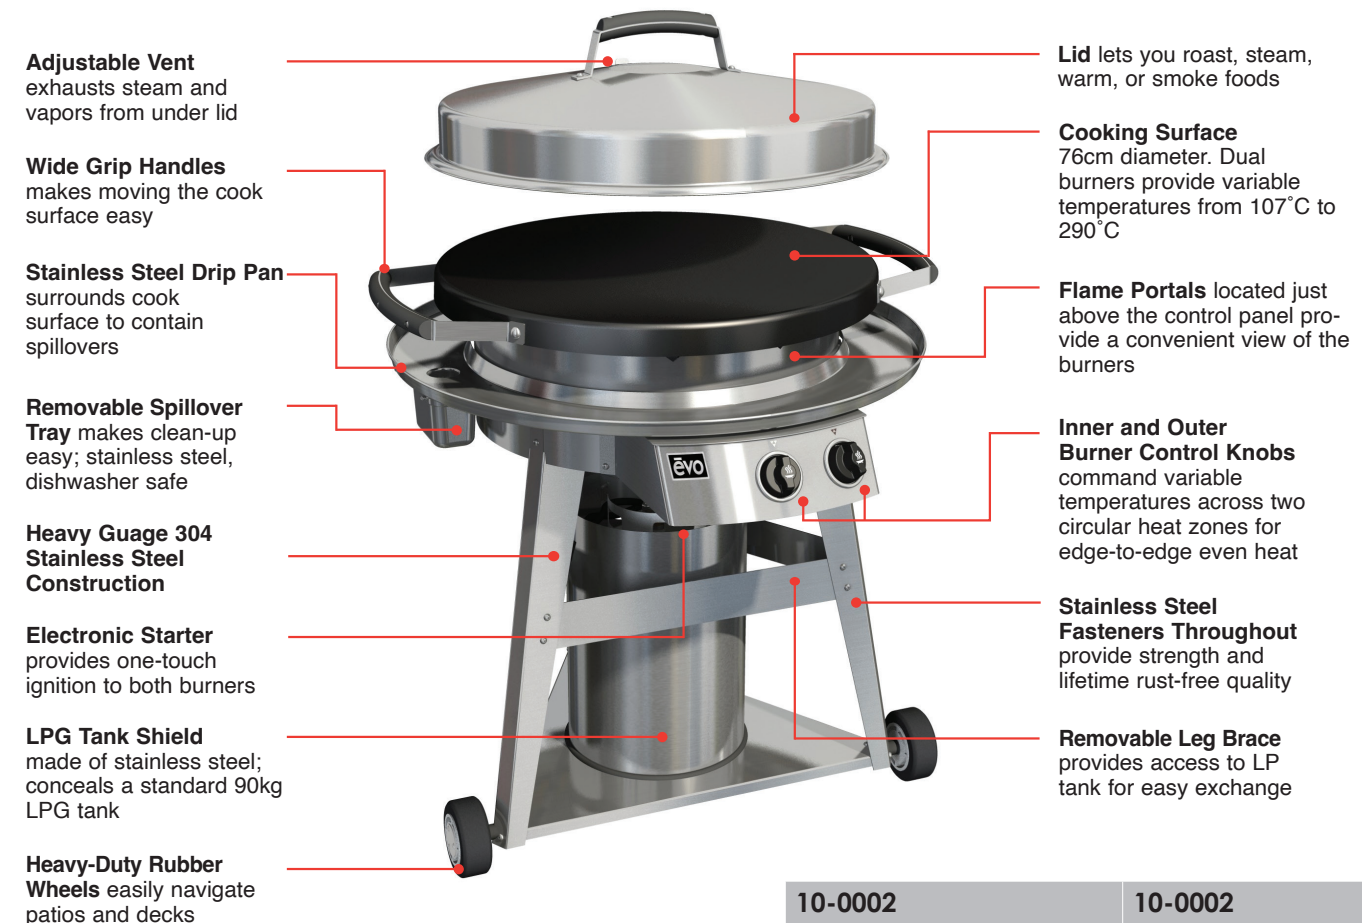 Adjustable Vent
exhausts steam and
vapors from under lid
Wide Grip Handles
makes moving the cook
surface easy
Stainless Steel Drip Pan
surrounds cook
surface to contain
spillovers
Removable Spillover
Tray makes clean-up
easy; stainless steel,
dishwasher safe
Heavy Guage 304
Stainless Steel
Construction
Electronic Starter
provides one-touch
ignition to both burners
LPG Tank Shield
made of stainless steel;
conceals a standard 90kg
LPG tank
Heavy-Duty Rubber
Wheels easily navigate
patios and decks
evo
Lid lets you roast, steam,
warm, or smoke foods
Cooking Surface
76cm diameter. Dual
burners provide variable
temperatures from 107˚C to
290˚C
Flame Portals located just
above the control panel pro-
vide a convenient view of the
burners
Inner and Outer
Burner Control Knobs
command variable
temperatures across two
circular heat zones for
edge-to-edge even heat
Stainless Steel
Fasteners Throughout
provide strength and
lifetime rust-free quality
Removable Leg Brace
provides access to LP
tank for easy exchange
10-0002 10-0002